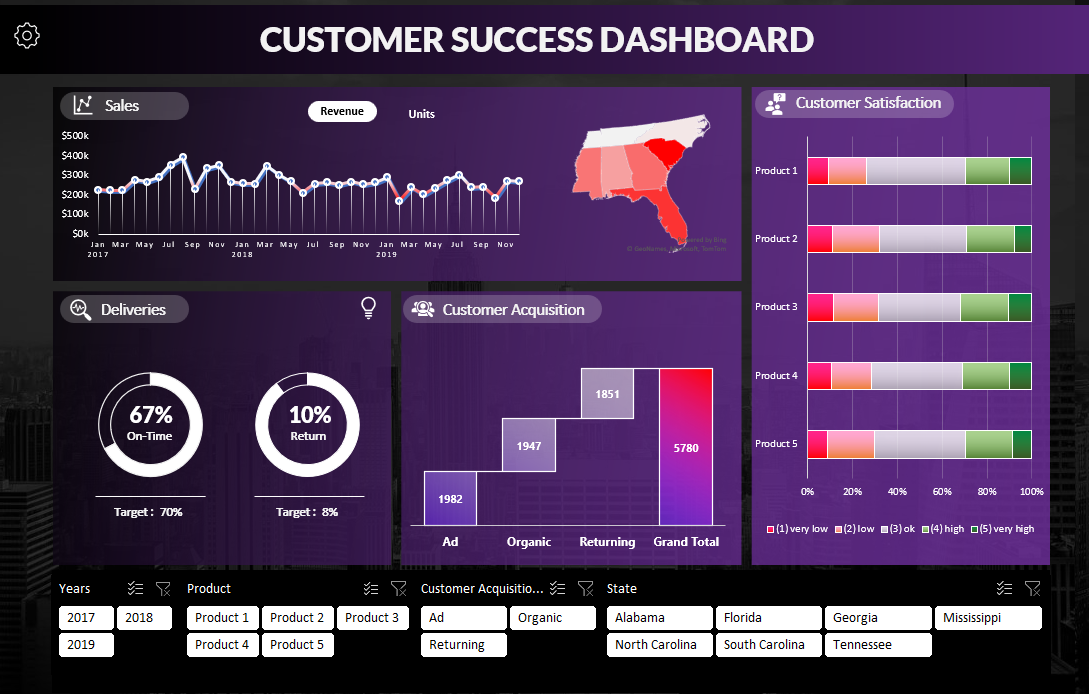 CUSTOMER SUCCESS DASHBOARD
Sales
Revenue
Units
$500k
$400k
$300k
$200k
$100k
$0k
Jan Mar May Jul Sep Nov Jan Mar May Jul Sep Nov Jan Mar May Jul Sep Nov
2017 2018 2019
Powered by Bing
© GeoNames, Microsoft, TomTom
Customer Satisfaction
Product 1
Product 2
Product 3
Product 4
Product 5
0% 20% 40% 60% 80% 100%
(1) very low (2) low (3) ok (4) high (5) very high
Deliveries
67%
On-Time
Target : 70%
10%
Return
Target : 8%
Customer Acquisition
1982
1947
1851
5780
Ad Organic Returning Grand Total
Years
2017 2018
2019
Product
Product 1 Product 2 Product 3
Product 4 Product 5
Customer Acquisitio...
Ad Organic
Returning
State
Alabama Florida Georgia Mississippi
North Carolina South Carolina Tennessee